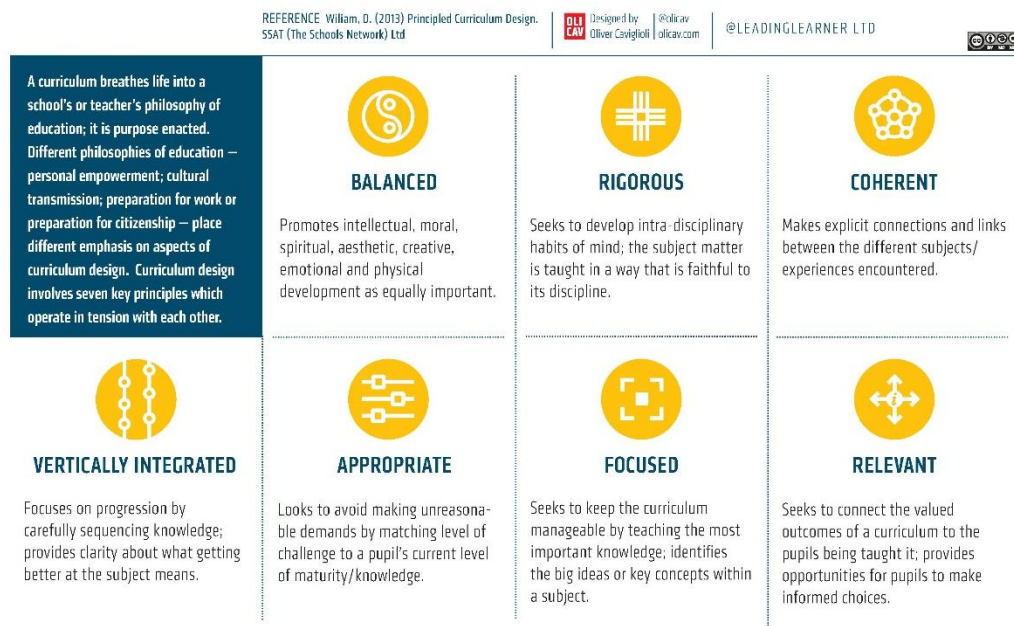 REFERENCE Wiliam, D. (2013) Principled Curriculum Design.
SSAT (The Schools Network) Ltd
OLI
CAV
Designed by
Oliver Caviglioli
@olicav
olicav.com
@LEADINGLEARNER LTD
A curriculum breathes life into a
school's or teacher's philosophy of
education; it is purpose enacted.
Different philosophies of education –
personal empowerment; cultural
transmission; preparation for work or
preparation for citizenship – place
different emphasis on aspects of
curriculum design. Curriculum design
involves seven key principles which
operate in tension with each other.
BALANCED
Promotes intellectual, moral,
spiritual, aesthetic, creative,
emotional and physical
development as equally important.
RIGOROUS
Seeks to develop intra-disciplinary
habits of mind; the subject matter
is taught in a way that is faithful to
its discipline.
COHERENT
Makes explicit connections and links
between the different subjects/
experiences encountered.
VERTICALLY INTEGRATED
Focuses on progression by
carefully sequencing knowledge;
provides clarity about what getting
better at the subject means.
APPROPRIATE
Looks to avoid making unreasona-
ble demands by matching level of
challenge to a pupil's current level
of maturity/knowledge.
FOCUSED
Seeks to keep the curriculum
manageable by teaching the most
important knowledge; identifies
the big ideas or key concepts within
a subject.
RELEVANT
Seeks to connect the valued
outcomes of a curriculum to the
pupils being taught it; provides
opportunities for pupils to make
informed choices.